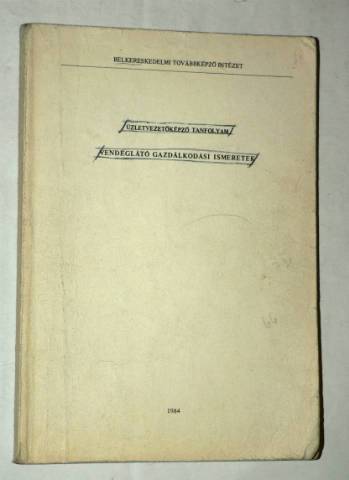 BELKERESKEDELMI TOVÁBBKÉPZŐ INTÉZET
ÜZLETVEZETŐKÉPZŐ TANFOLYAM
VENDÉGLÁTÓ GAZDÁLKODÁSI ISMERETEK
1984